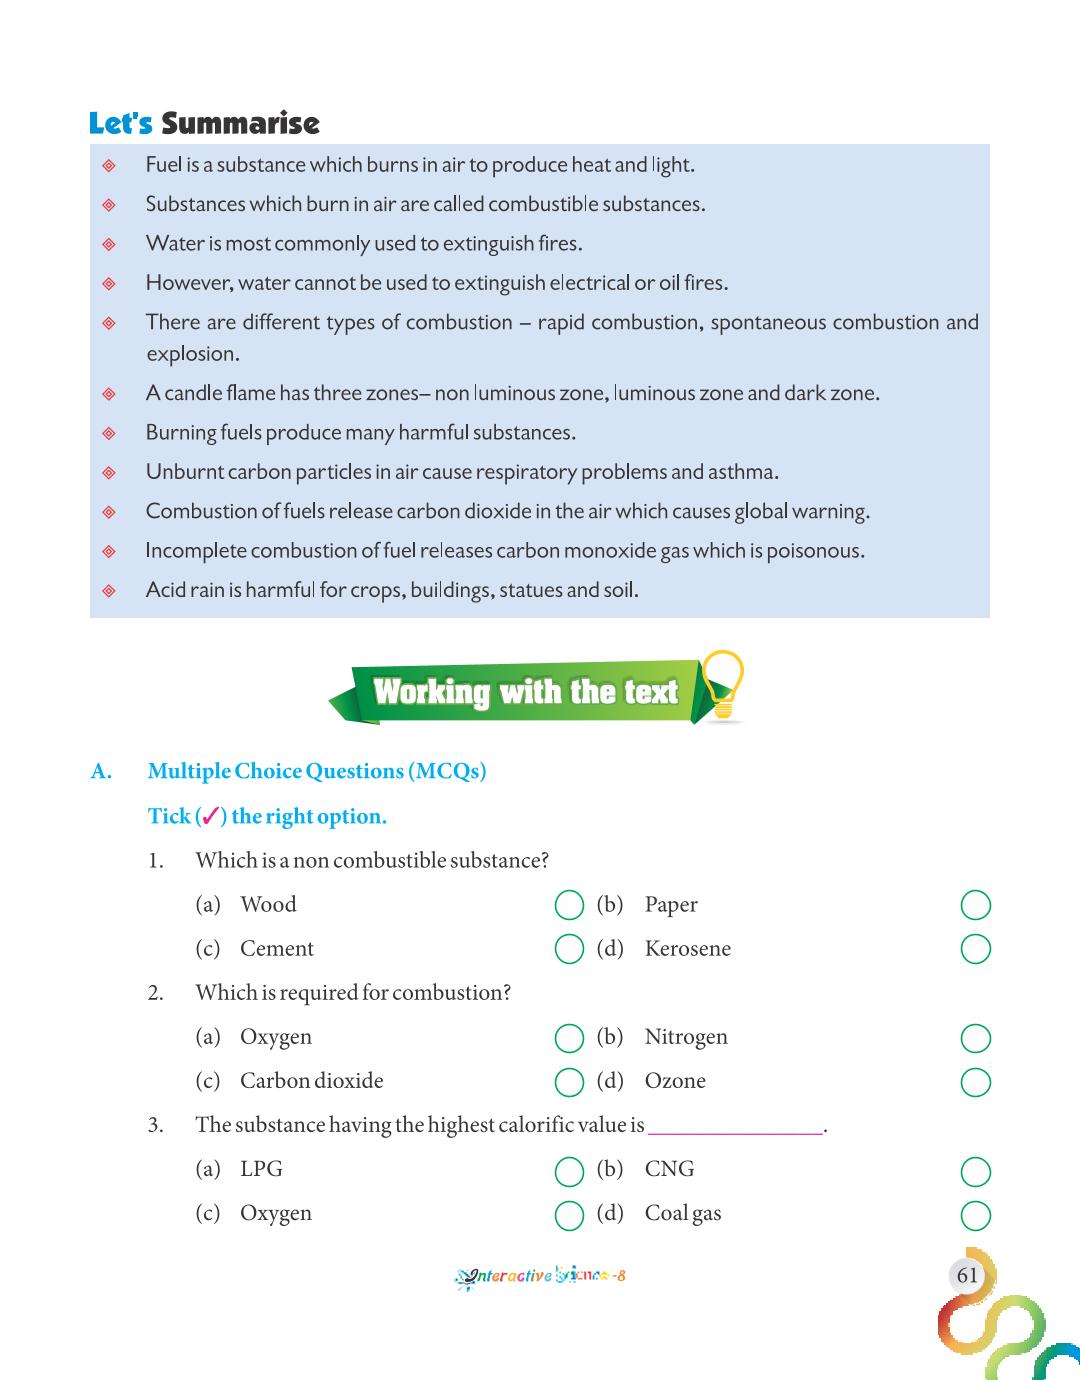 Let's Summarise
Fuel is a substance which burns in air to produce heat and light.
Substances which burn in air are called combustible substances.
Water is most commonly used to extinguish fires.
However, water cannot be used to extinguish electrical or oil fires.
There are different types of combustion – rapid combustion, spontaneous combustion and
explosion.
A candle flame has three zones– non luminous zone, luminous zone and dark zone.
Burning fuels produce many harmful substances.
Unburnt carbon particles in air cause respiratory problems and asthma.
Combustion of fuels release carbon dioxide in the air which causes global warning.
Incomplete combustion of fuel releases carbon monoxide gas which is poisonous.
Acid rain is harmful for crops, buildings, statues and soil.
Working with the text
A. Multiple Choice Questions (MCQs)
Tick (✓) the right option.
1. Which is a non combustible substance?
(a) Wood (b) Paper
(c) Cement (d) Kerosene
2. Which is required for combustion?
(a) Oxygen (b) Nitrogen
(c) Carbon dioxide (d) Ozone
3. The substance having the highest calorific value is _______________.
(a) LPG (b) CNG
(c) Oxygen (d) Coal gas
Interactive Science-8
61